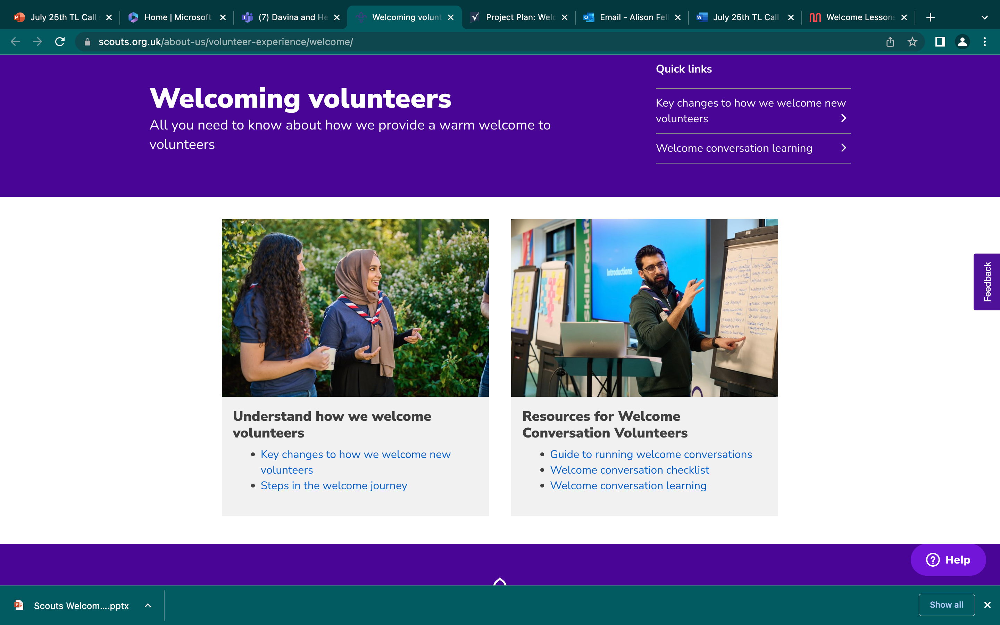 July 25th TL Call
Home | Microsoft
(7) Davina and He
Welcoming volunt
Project Plan: Welc
Email - Alison Fell
July 25th TL Call
Welcome Lessons
scouts.org.uk/about-us/volunteer-experience/welcome/
Welcoming volunteers
All you need to know about how we provide a warm welcome to
volunteers
Quick links
Key changes to how we welcome new
volunteers
Welcome conversation learning
Introductions
SkillsForLife
S C
hp
Feedback
Understand how we welcome
volunteers
• Key changes to how we welcome new
volunteers
• Steps in the welcome journey
Resources for Welcome
Conversation Volunteers
• Guide to running welcome conversations
• Welcome conversation checklist
• Welcome conversation learning
Help
Scouts Welcom....pptx
Show all